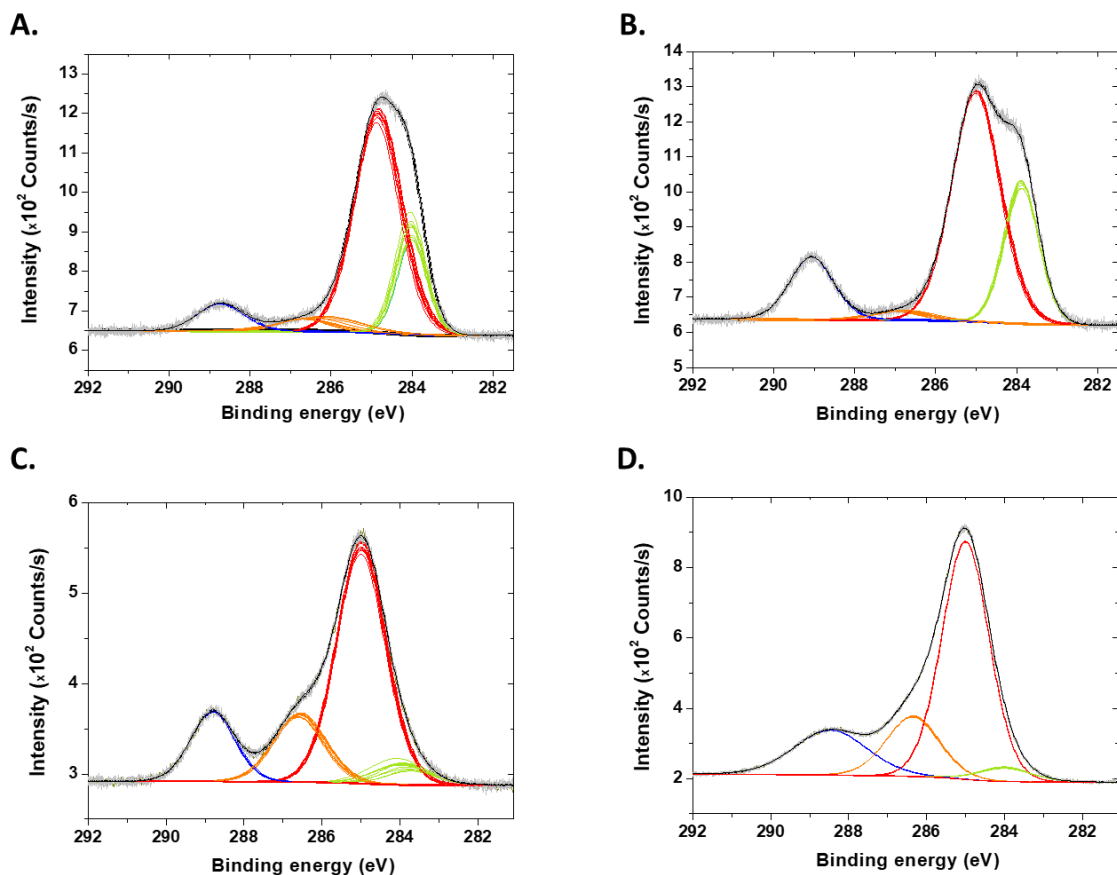 A.
Intensity (x10² Counts/s)
13
12
11
10
9
8
7
6
292 290 288 286 284 282
Binding energy (eV)
B.
Intensity (x10² Counts/s)
14
13
12
11
10
9
8
7
6
5
292 290 288 286 284 282
Binding energy (eV)
C.
Intensity (x10² Counts/s)
6
5
4
3
292 290 288 286 284 282
Binding energy (eV)
D.
Intensity (x10² Counts/s)
10
8
6
4
2
292 290 288 286 284 282
Binding energy (eV)